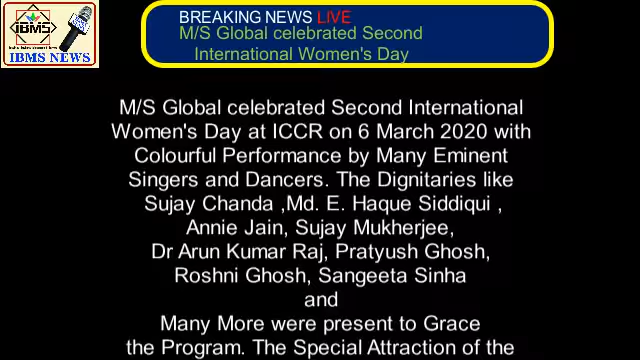 BREAKING NEWS LIVE
M/S Global celebrated Second
International Women's Day
IBMS
IBMS NEWS
M/S Global celebrated Second International
Women's Day at ICCR on 6 March 2020 with
Colourful Performance by Many Eminent
Singers and Dancers. The Dignitaries like
Sujay Chanda ,Md. E. Haque Siddiqui ,
Annie Jain, Sujay Mukherjee,
Dr Arun Kumar Raj, Pratyush Ghosh,
Roshni Ghosh, Sangeeta Sinha
and
Many More were present to Grace
the Program. The Special Attraction of the